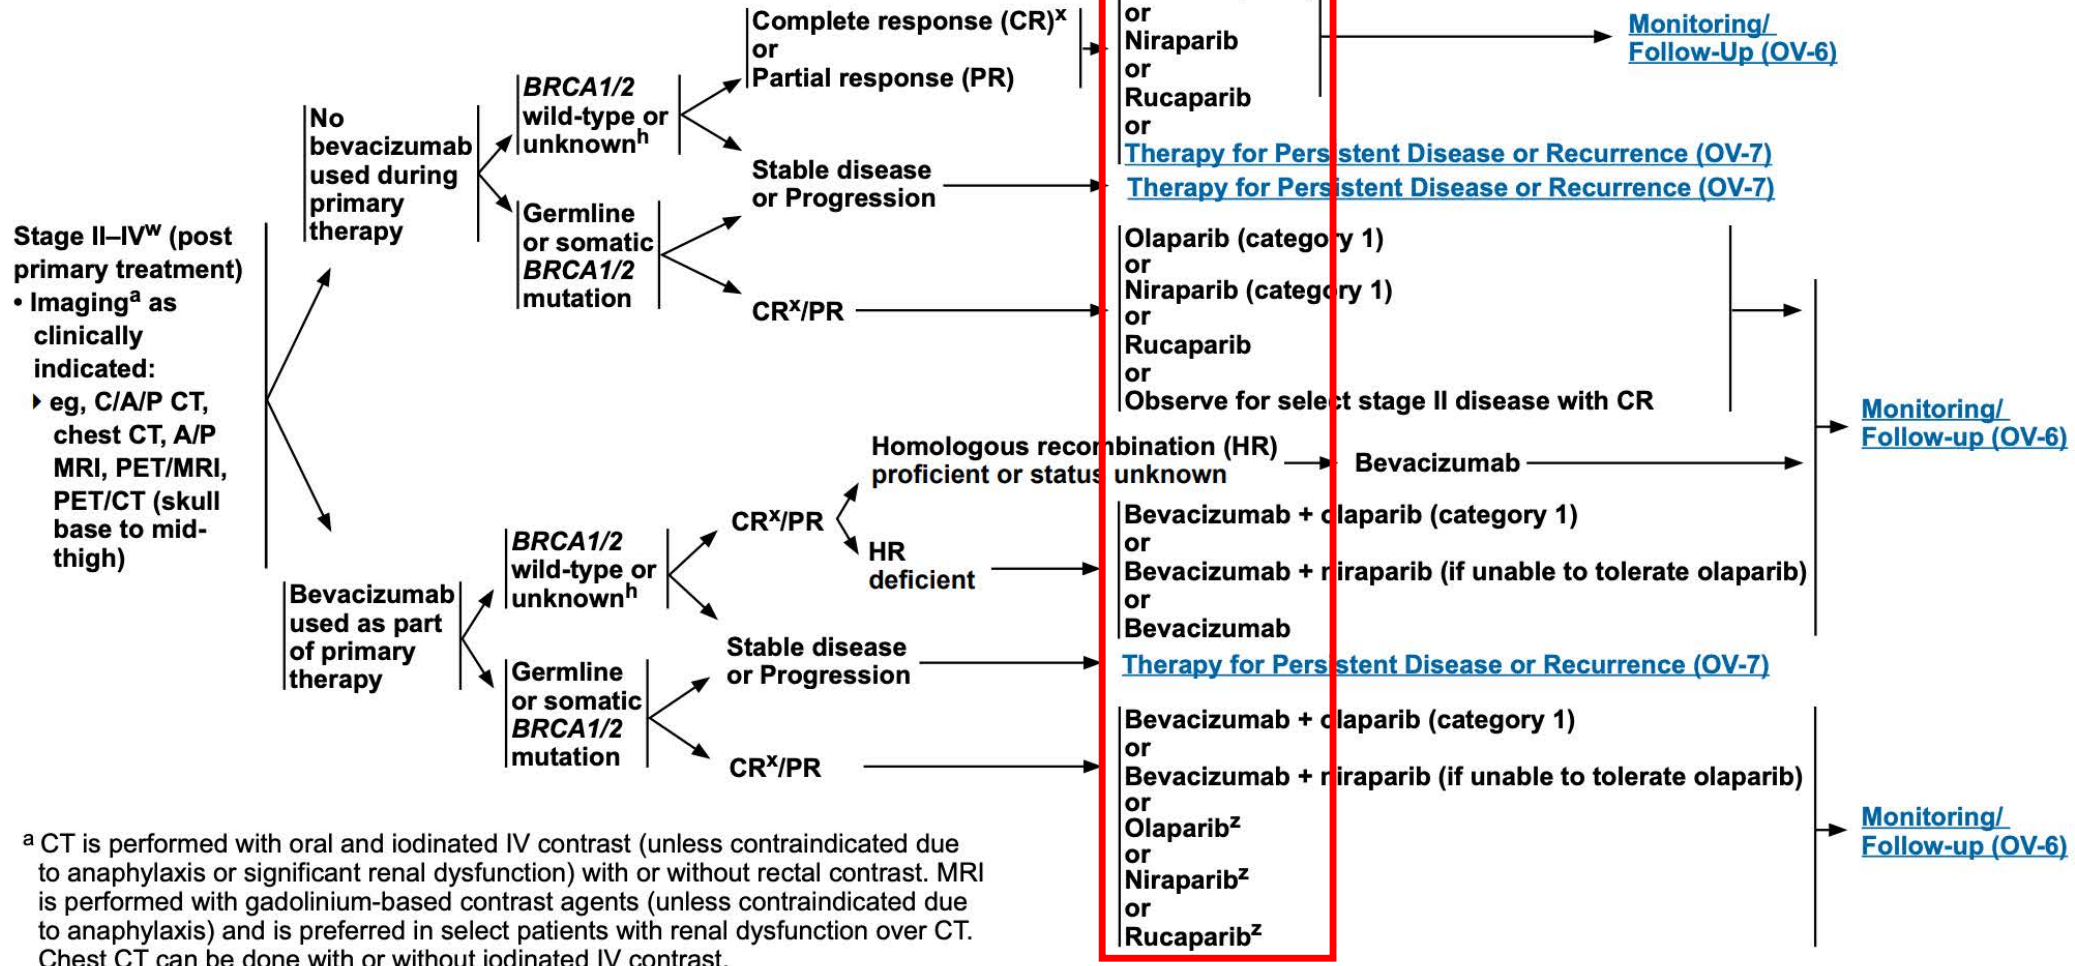 Complete response (CR)x
or
Partial response (PR)
or
Niraparib
or
Rucaparib
or
Therapy for Persistent Disease or Recurrence (OV-7)
Monitoring/
Follow-Up (OV-6)
BRCA1/2
wild-type or
unknownh
No
bevacizumab
used during
primary
therapy
Stable disease
or Progression
Therapy for Persistent Disease or Recurrence (OV-7)
Germline
or somatic
BRCA1/2
mutation
CRx/PR
Olaparib (category 1)
or
Niraparib (category 1)
or
Rucaparib
or
Observe for select stage II disease with CR
Stage II–IVw (post
primary treatment)
• Imaginga as
clinically
indicated:
eg, C/A/P CT,
chest CT, A/P
MRI, PET/MRI,
PET/CT (skull
base to mid-
thigh)
Monitoring/
Follow-up (OV-6)
Homologous recombination (HR)
proficient or status unknown
Bevacizumab
BRCA1/2
wild-type or
unknownh
CRx/PR
HR
deficient
Bevacizumab + olaparib (category 1)
or
Bevacizumab + niraparib (if unable to tolerate olaparib)
or
Bevacizumab
Bevacizumab
used as part
of primary
therapy
Stable disease
or Progression
Therapy for Persistent Disease or Recurrence (OV-7)
Germline
or somatic
BRCA1/2
mutation
CRx/PR
Bevacizumab + olaparib (category 1)
or
Bevacizumab + niraparib (if unable to tolerate olaparib)
or
Olaparibz
or
Niraparibz
or
Rucaparibz
Monitoring/
Follow-up (OV-6)
a CT is performed with oral and iodinated IV contrast (unless contraindicated due
to anaphylaxis or significant renal dysfunction) with or without rectal contrast. MRI
is performed with gadolinium-based contrast agents (unless contraindicated due
to anaphylaxis) and is preferred in select patients with renal dysfunction over CT.
Chest CT can be done with or without iodinated IV contrast.